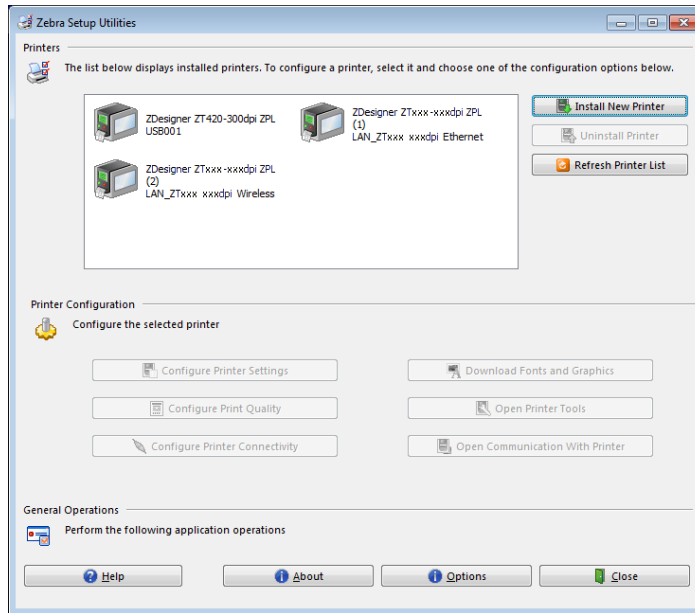 Zebra Setup Utilities
Printers
The list below displays installed printers. To configure a printer, select it and choose one of the configuration options below.
ZDesigner ZT420-300dpi ZPL
USB001
ZDesigner ZTxxx-xxxdpi ZPL
(1)
LAN_ZTxxx xxxdpi Ethernet
ZDesigner ZTxxx-xxxdpi ZPL
(2)
LAN_ZTxxx xxxdpi Wireless
Install New Printer
Uninstall Printer
Refresh Printer List
Printer Configuration
Configure the selected printer
Configure Printer Settings
Download Fonts and Graphics
Configure Print Quality
Open Printer Tools
Configure Printer Connectivity
Open Communication With Printer
General Operations
Perform the following application operations
Help
About
Options
Close